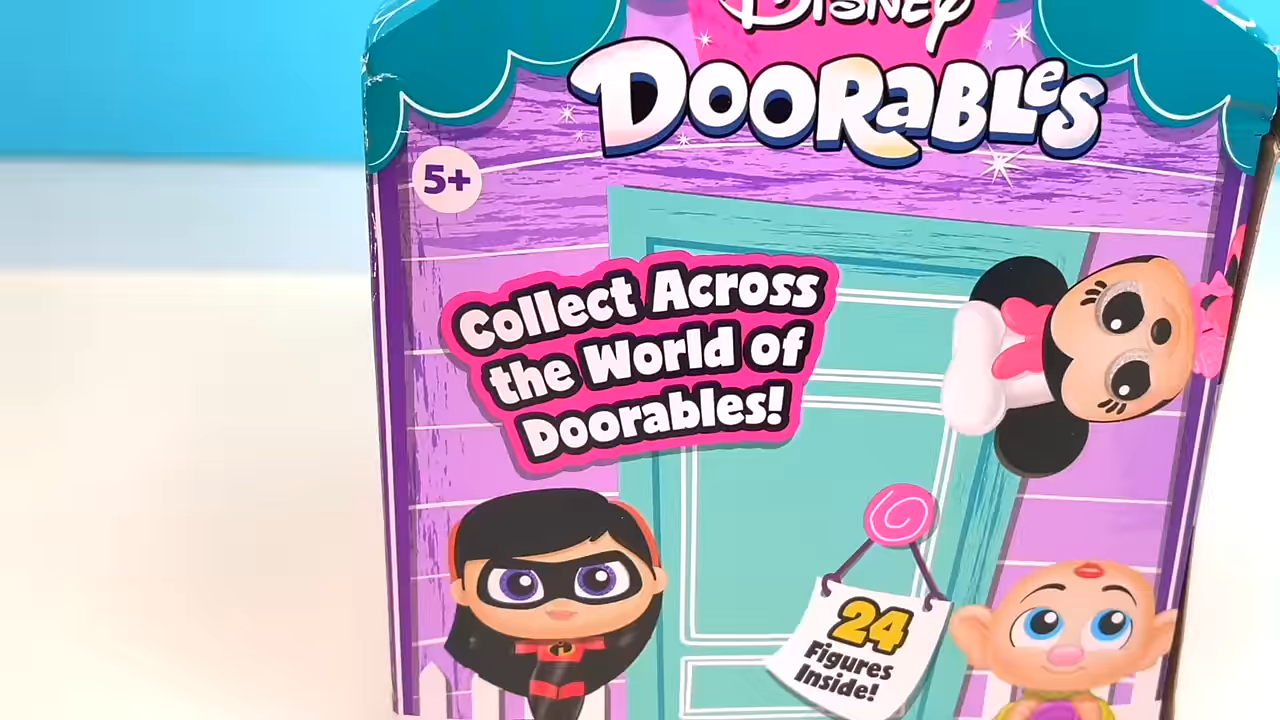 Disney
Doorables
5+
Collect Across
the World of
Doorables!
24
Figures
Inside!